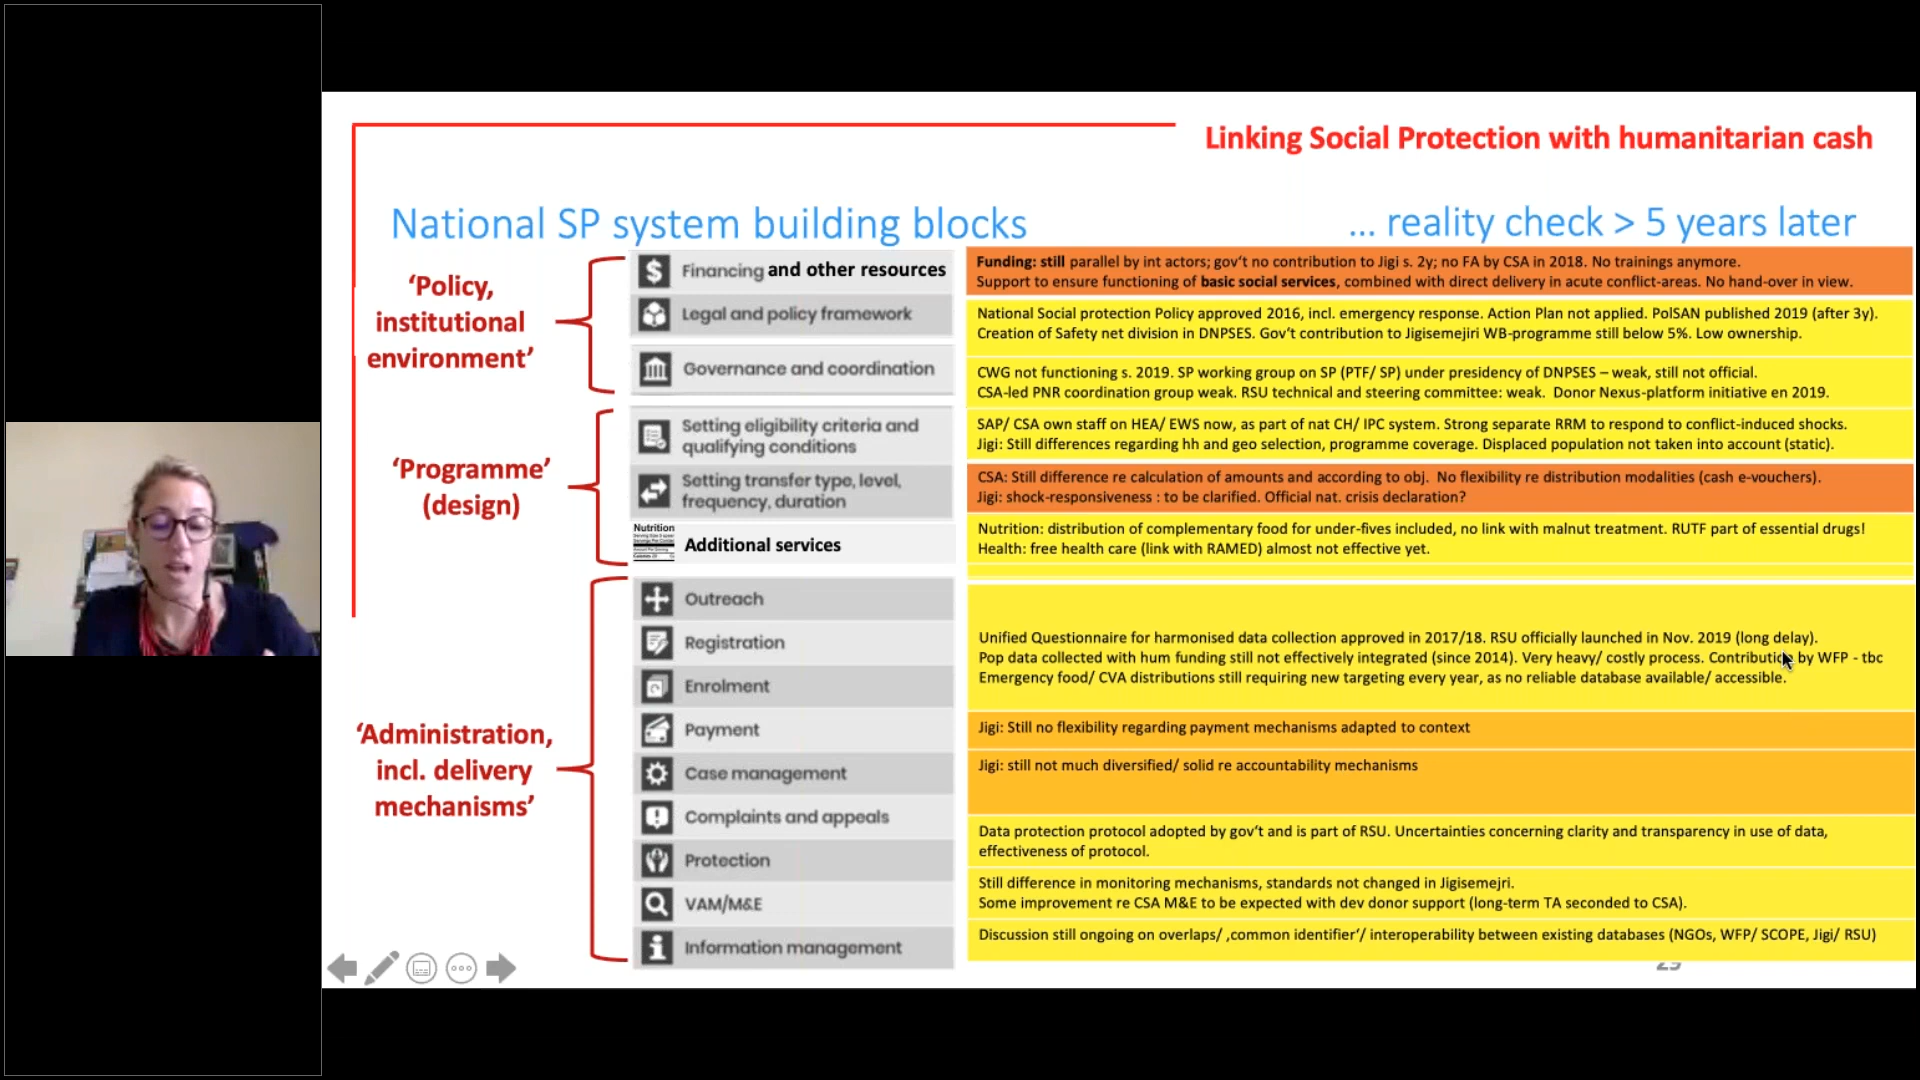 Linking Social Protection with humanitarian cash
National SP system building blocks
... reality check > 5 years later
‘Policy,
institutional
environment’
Financing and other resources
Legal and policy framework
Governance and coordination
Funding: still parallel by int actors; gov’t no contribution to Jigi s. 2y; no FA by CSA in 2018. No trainings anymore.
Support to ensure functioning of basic social services, combined with direct delivery in acute conflict-areas. No hand-over in view.
National Social protection Policy approved 2016, incl. emergency response. Action Plan not applied. PolSAN published 2019 (after 3y).
Creation of Safety net division in DNPSES. Gov’t contribution to Jigisemejiri WB-programme still below 5%. Low ownership.
CWG not functioning s. 2019. SP working group on SP (PTF/ SP) under presidency of DNPSES – weak, still not official.
CSA-led PNR coordination group weak. RSU technical and steering committee: weak. Donor Nexus-platform initiative en 2019.
‘Programme’
(design)
Setting eligibility criteria and
qualifying conditions
Setting transfer type, level,
frequency, duration
Nutrition
Additional services
SAP/ CSA own staff on HEA/ EWS now, as part of nat CH/ IPC system. Strong separate RRM to respond to conflict-induced shocks.
Jigi: Still differences regarding hh and geo selection, programme coverage. Displaced population not taken into account (static).
CSA: Still difference re calculation of amounts and according to obj. No flexibility re distribution modalities (cash e-vouchers).
Jigi: shock-responsiveness : to be clarified. Official nat. crisis declaration?
Nutrition: distribution of complementary food for under-fives included, no link with malnut treatment. RUTF part of essential drugs!
Health: free health care (link with RAMED) almost not effective yet.
‘Administration,
incl. delivery
mechanisms’
Outreach
Registration
Enrolment
Payment
Case management
Complaints and appeals
Protection
VAM/M&E
Information management
Unified Questionnaire for harmonised data collection approved in 2017/18. RSU officially launched in Nov. 2019 (long delay).
Pop data collected with hum funding still not effectively integrated (since 2014). Very heavy/ costly process. Contribution by WFP - tbc
Emergency food/ CVA distributions still requiring new targeting every year, as no reliable database available/ accessible.
Jigi: Still no flexibility regarding payment mechanisms adapted to context
Jigi: still not much diversified/ solid re accountability mechanisms
Data protection protocol adopted by gov’t and is part of RSU. Uncertainties concerning clarity and transparency in use of data,
effectiveness of protocol.
Still difference in monitoring mechanisms, standards not changed in Jigisemejri.
Some improvement re CSA M&E to be expected with dev donor support (long-term TA seconded to CSA).
Discussion still ongoing on overlaps/ ‚common identifier’/ interoperability between existing databases (NGOs, WFP/ SCOPE, Jigi/ RSU)